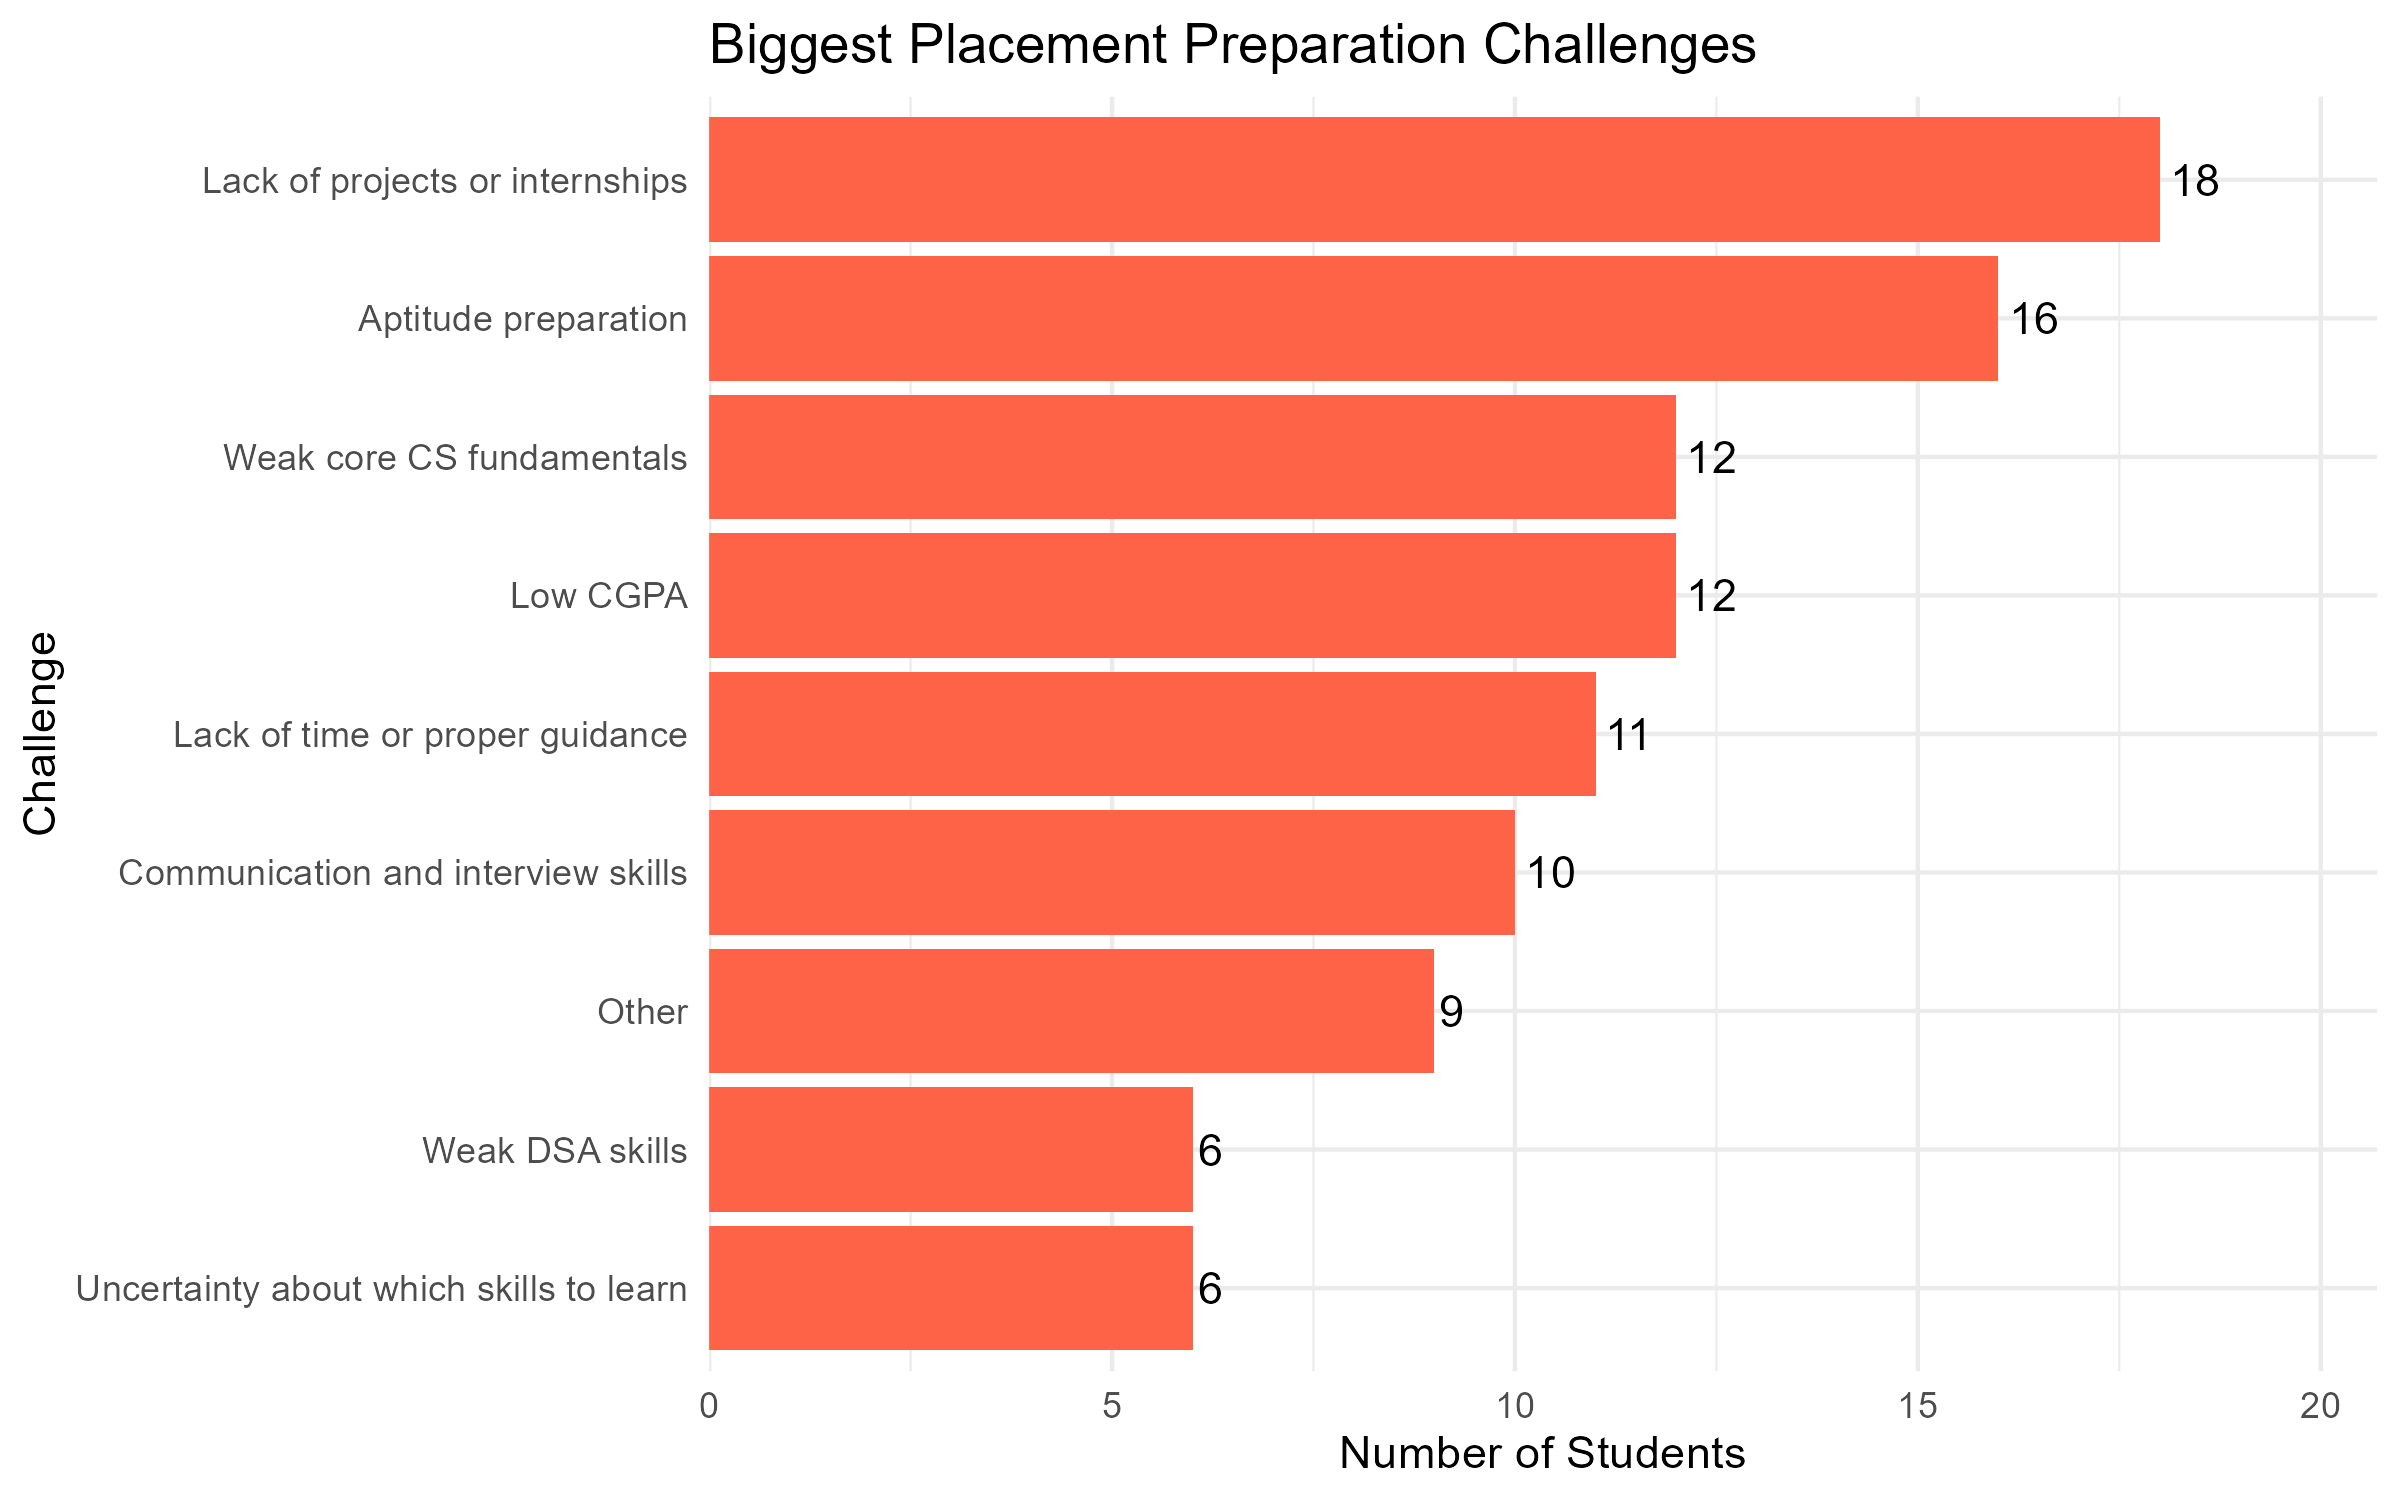 Biggest Placement Preparation Challenges
Lack of projects or internships 18
Aptitude preparation 16
Weak core CS fundamentals 12
Low CGPA 12
Lack of time or proper guidance 11
Communication and interview skills 10
Other 9
Weak DSA skills 6
Uncertainty about which skills to learn 6
Challenge
0 5 10 15 20
Number of Students